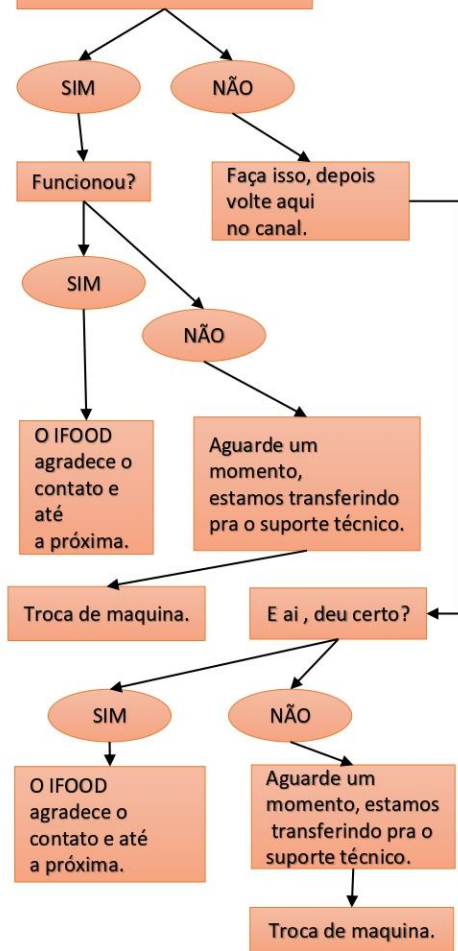 SIM
NÃO
Funcionou?
Faça isso, depois
volte aqui
no canal.
SIM
NÃO
O IFOOD
agradece o
contato e
até
a próxima.
Aguarde um
momento,
estamos transferindo
pra o suporte técnico.
Troca de maquina.
E ai , deu certo?
SIM
NÃO
O IFOOD
agradece o
contato e até
a próxima.
Aguarde um
momento, estamos
transferindo pra o
suporte técnico.
Troca de maquina.